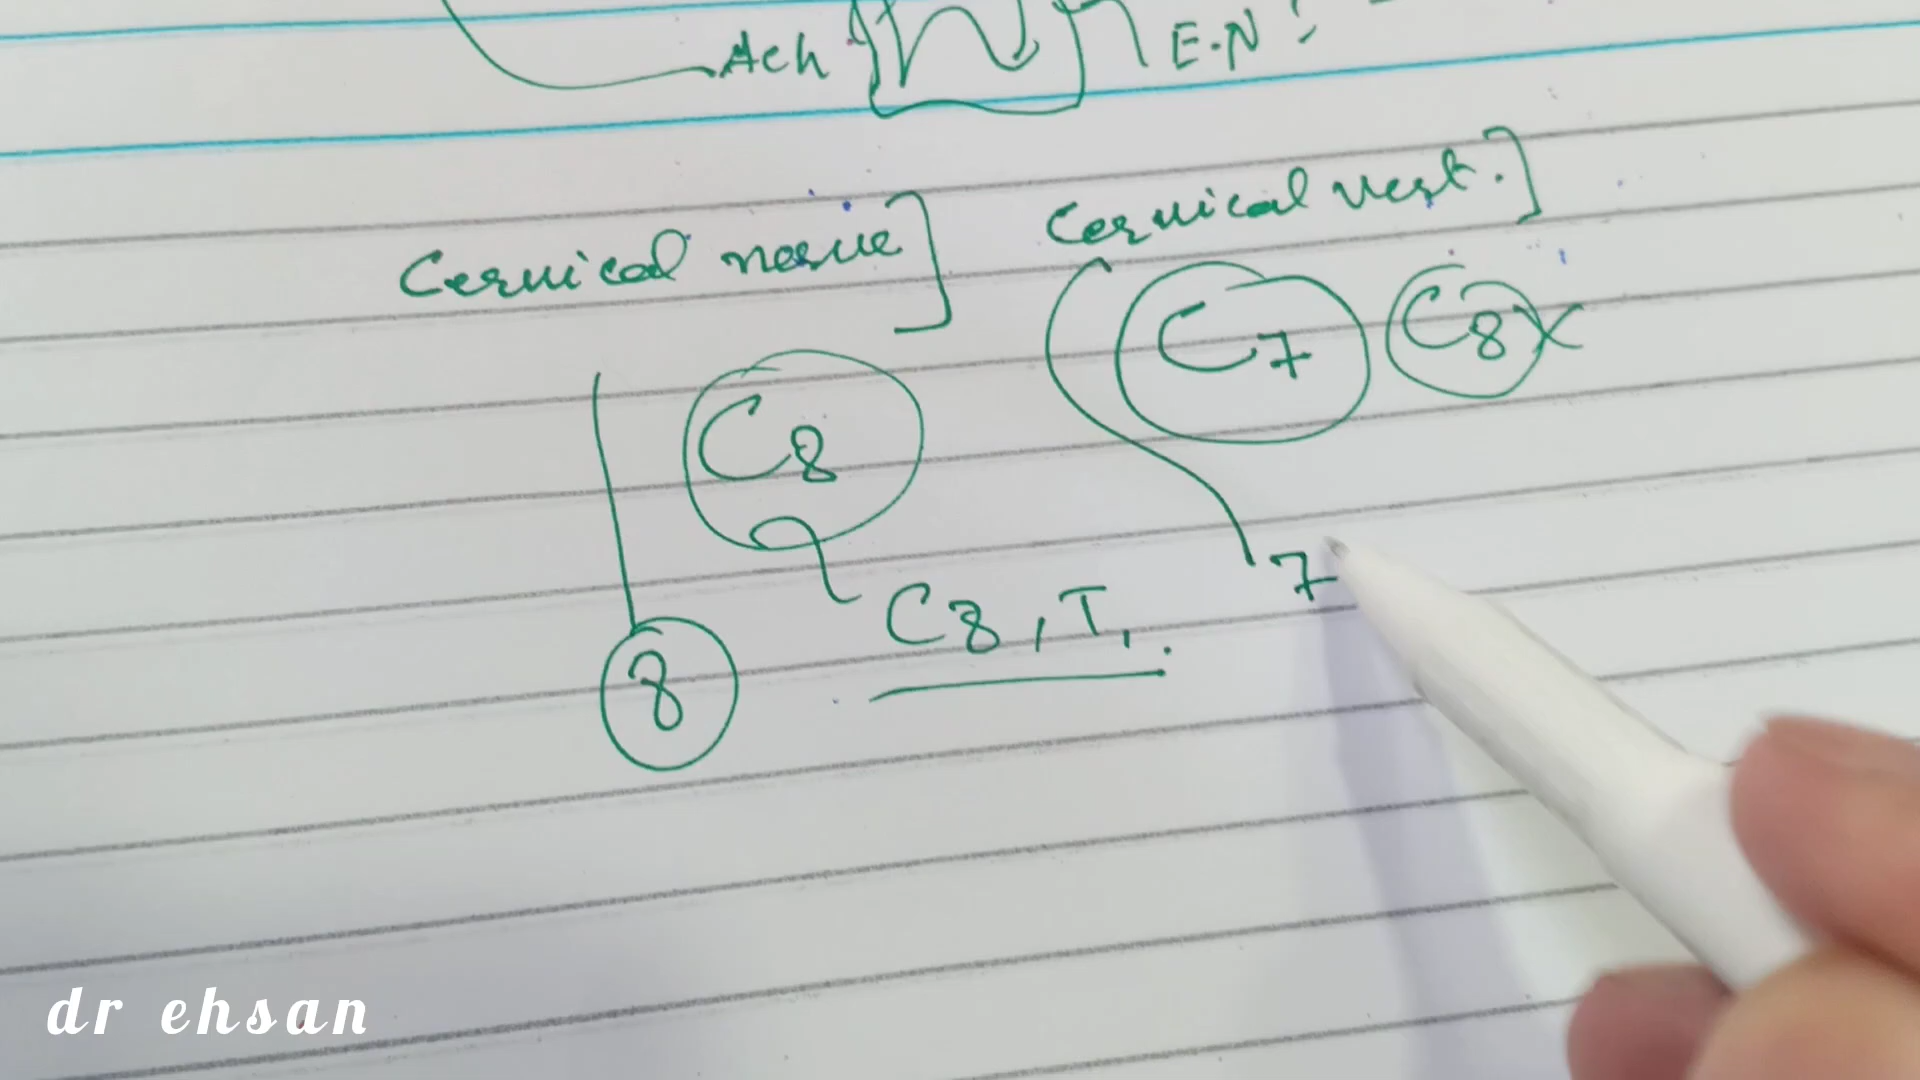 Ach E.N
Cervical nerve] Cervical vert.]
C8 C7 C8 x
C8, T1.
7
8
dr ehsan